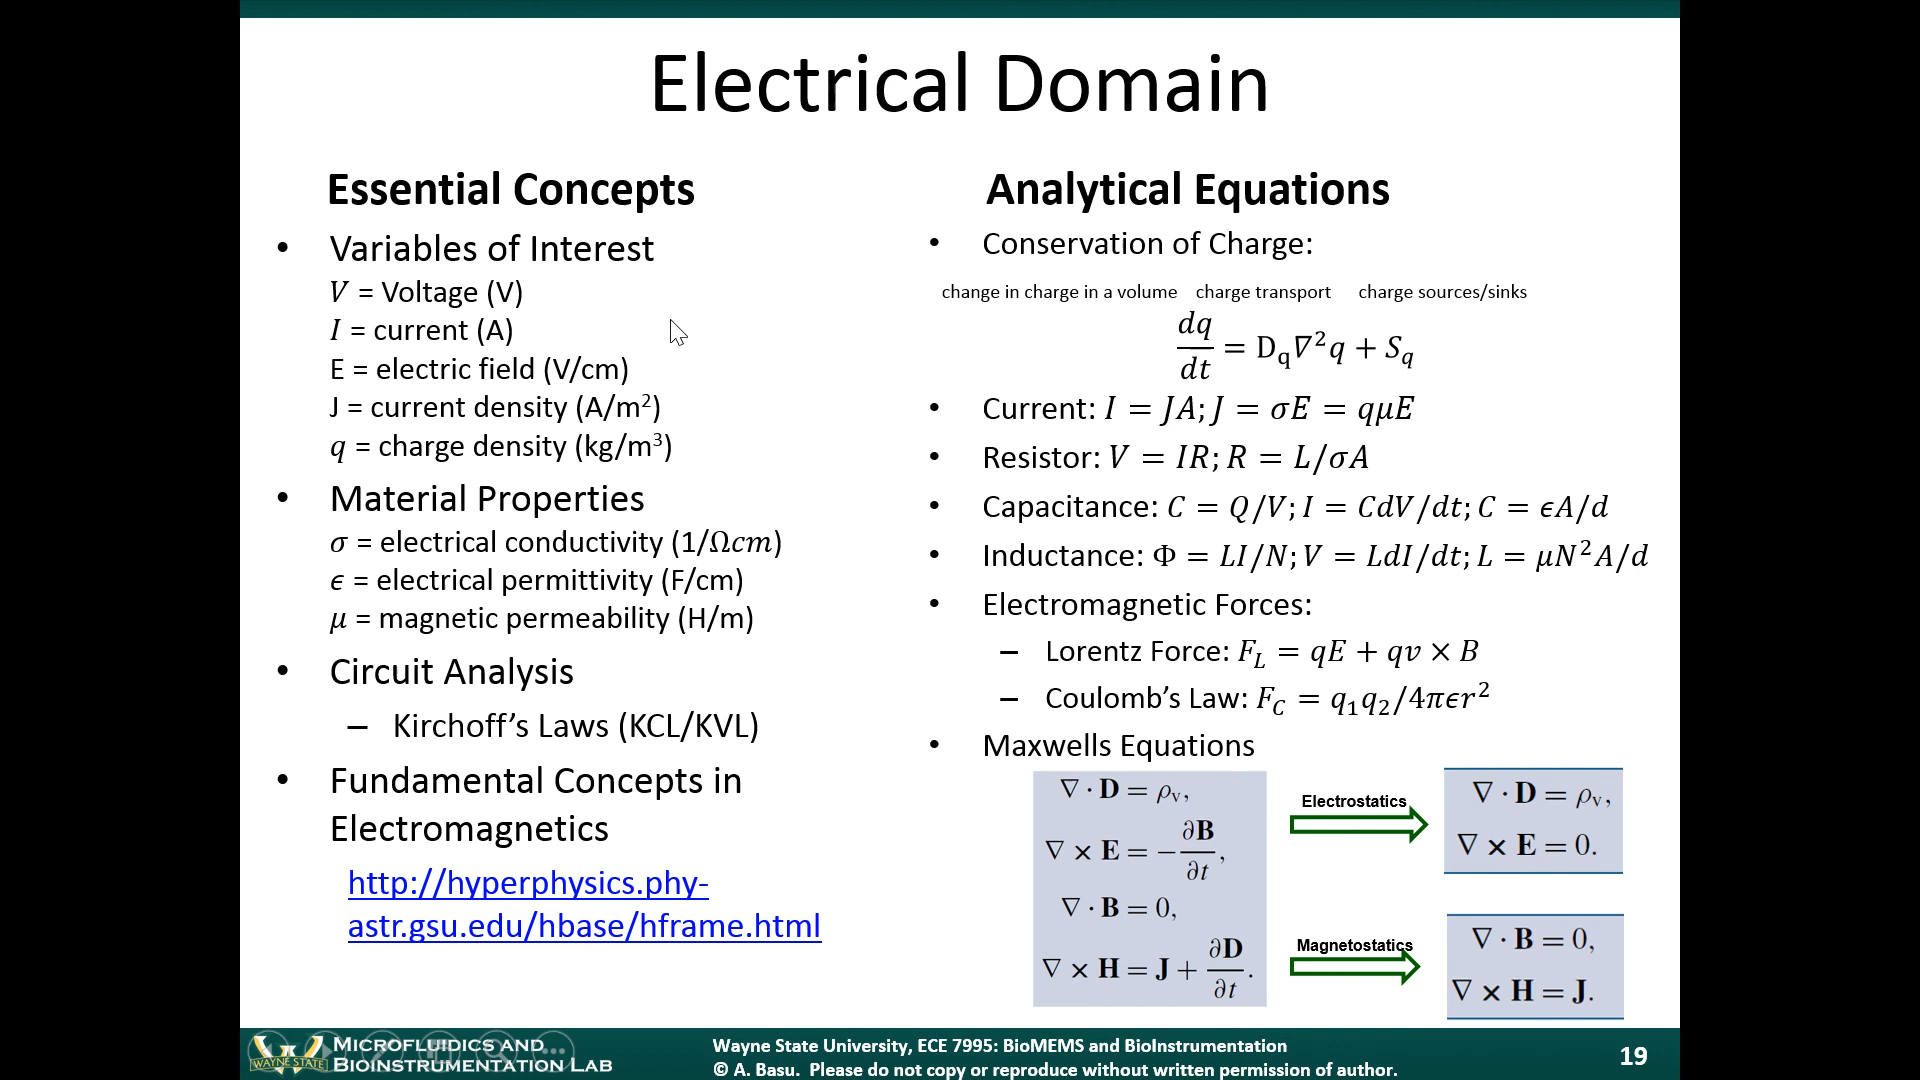 Electrical Domain
Essential Concepts
• Variables of Interest
𝑉 = Voltage (V)
𝐼 = current (A)
E = electric field (V/cm)
J = current density (A/m²)
𝑞 = charge density (kg/m³)
• Material Properties
𝜎 = electrical conductivity (1/Ω𝑐𝑚)
𝜖 = electrical permittivity (F/cm)
𝜇 = magnetic permeability (H/m)
• Circuit Analysis
– Kirchoff’s Laws (KCL/KVL)
• Fundamental Concepts in
Electromagnetics
http://hyperphysics.phy-
astr.gsu.edu/hbase/hframe.html
Analytical Equations
• Conservation of Charge:
change in charge in a volume charge transport charge sources/sinks
dq/dt = D_q∇²q + S_q
• Current: I = JA; J = σE = qμE
• Resistor: V = IR; R = L/σA
• Capacitance: C = Q/V; I = CdV/dt; C = ϵA/d
• Inductance: Φ = LI/N; V = LdI/dt; L = μN²A/d
• Electromagnetic Forces:
– Lorentz Force: F_L = qE + qv × B
– Coulomb’s Law: F_C = q₁q₂/4πϵr²
• Maxwells Equations
∇ · D = ρ_v,
∇ × E = −∂B/∂t,
∇ · B = 0,
∇ × H = J + ∂D/∂t.
Electrostatics
∇ · D = ρ_v,
∇ × E = 0.
Magnetostatics
∇ · B = 0,
∇ × H = J.
WAYNE STATE
MICROFLUIDICS AND
BIOINSTRUMENTATION LAB
Wayne State University, ECE 7995: BioMEMS and BioInstrumentation
© A. Basu. Please do not copy or reproduce without written permission of author.
19